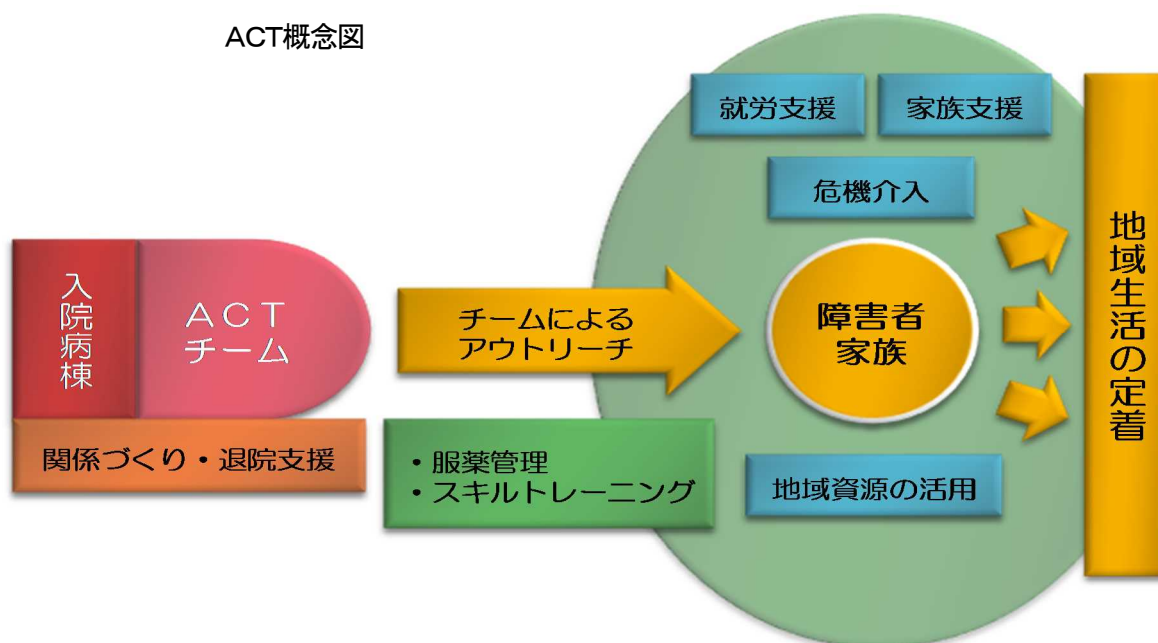 ACT概念図
就労支援
家族支援
危機介入
入院病棟
ACT
チーム
チームによる
アウトリーチ
障害者
家族
地域生活の定着
関係づくり・退院支援
・服薬管理
・スキルトレーニング
地域資源の活用